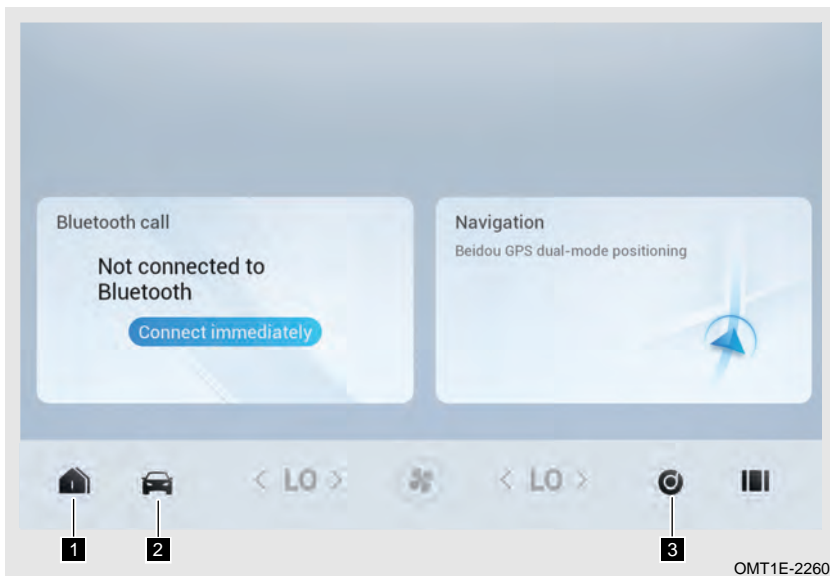 Bluetooth call
Not connected to
Bluetooth
Connect immediately
Navigation
Beidou GPS dual-mode positioning
< LO >
< LO >
1
2
3
OMT1E-2260